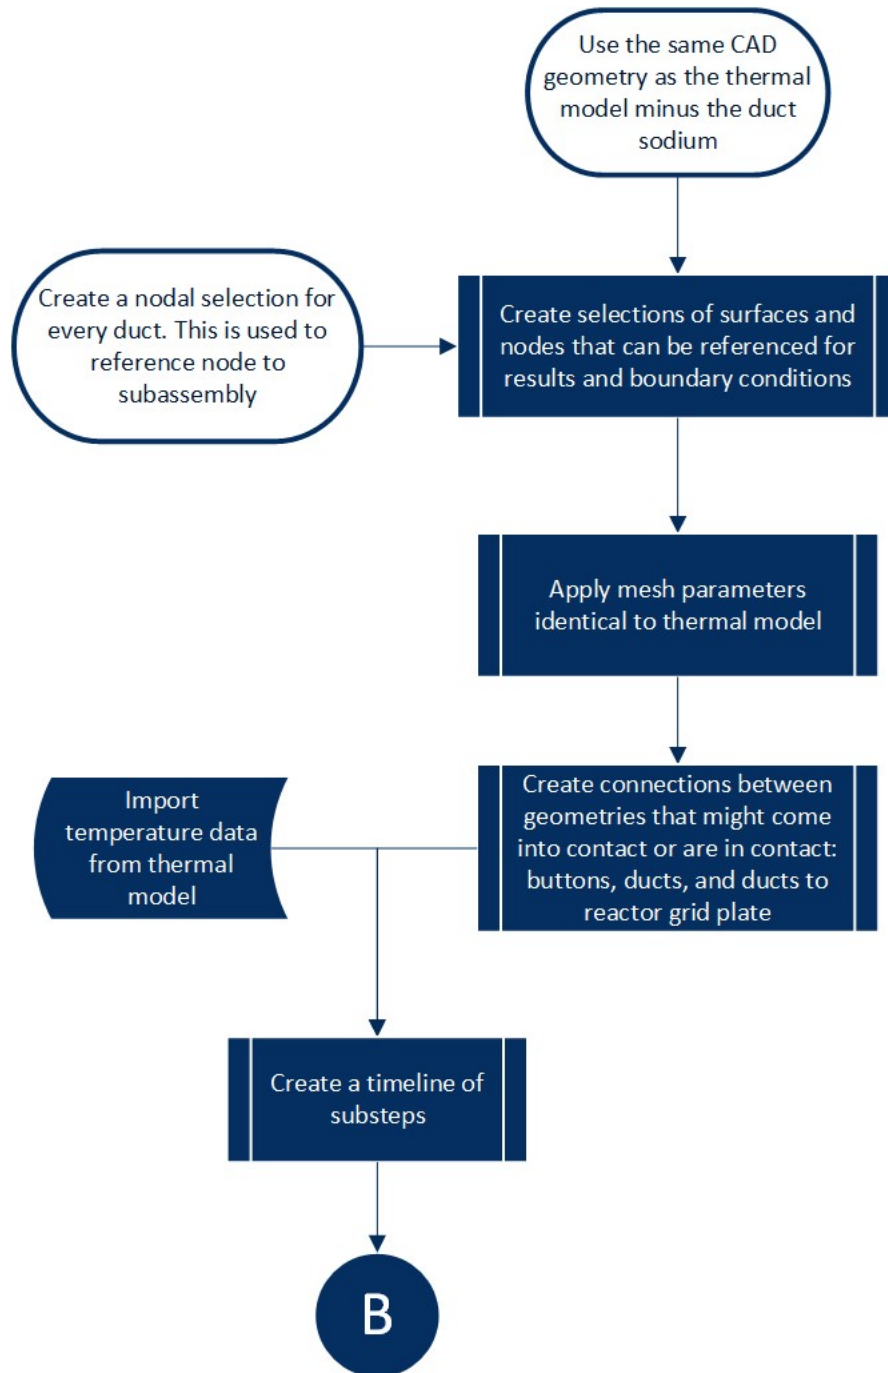 Use the same CAD
geometry as the thermal
model minus the duct
sodium
Create a nodal selection for
every duct. This is used to
reference node to
subassembly
Create selections of surfaces and
nodes that can be referenced for
results and boundary conditions
Apply mesh parameters
identical to thermal model
Import
temperature data
from thermal
model
Create connections between
geometries that might come
into contact or are in contact:
buttons, ducts, and ducts to
reactor grid plate
Create a timeline of
substeps
B